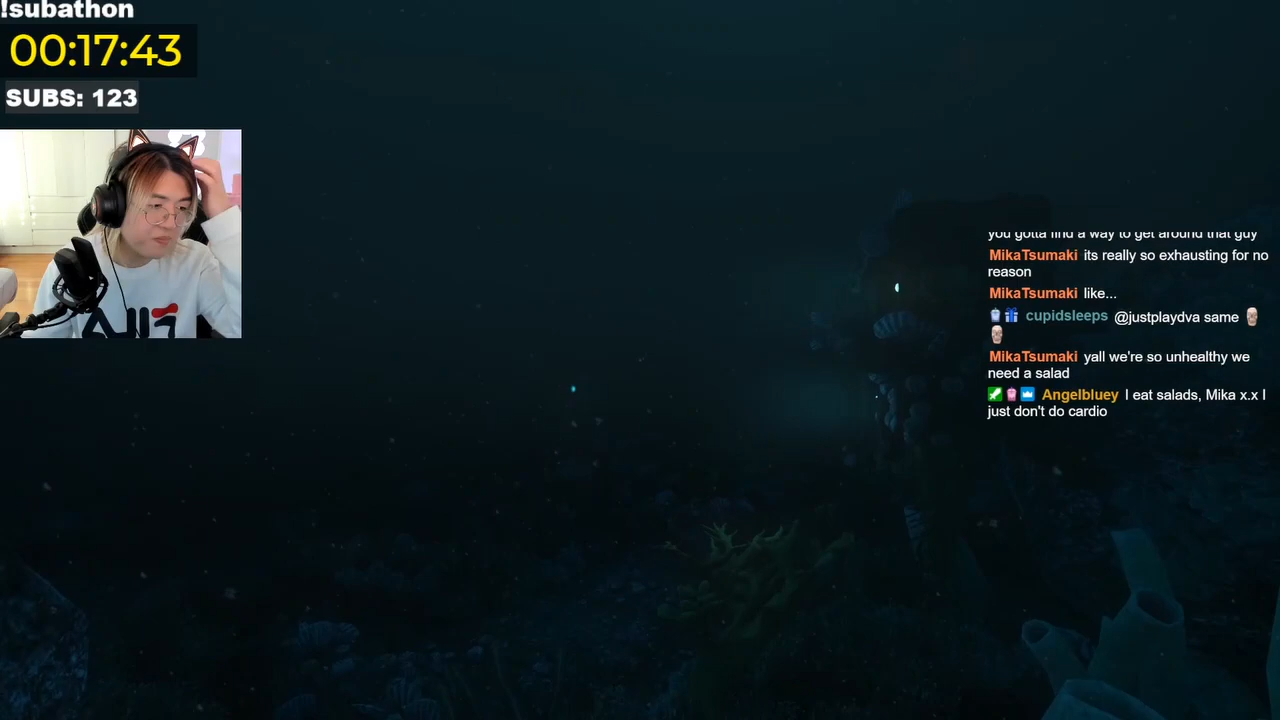 !subathon
00:17:43
SUBS: 123
you gotta find a way to get around that guy
MikaTsumaki its really so exhausting for no
reason
MikaTsumaki like...
cupidsleeps @justplaydva same
MikaTsumaki yall we're so unhealthy we
need a salad
Angelbluey I eat salads, Mika x.x I
just don't do cardio